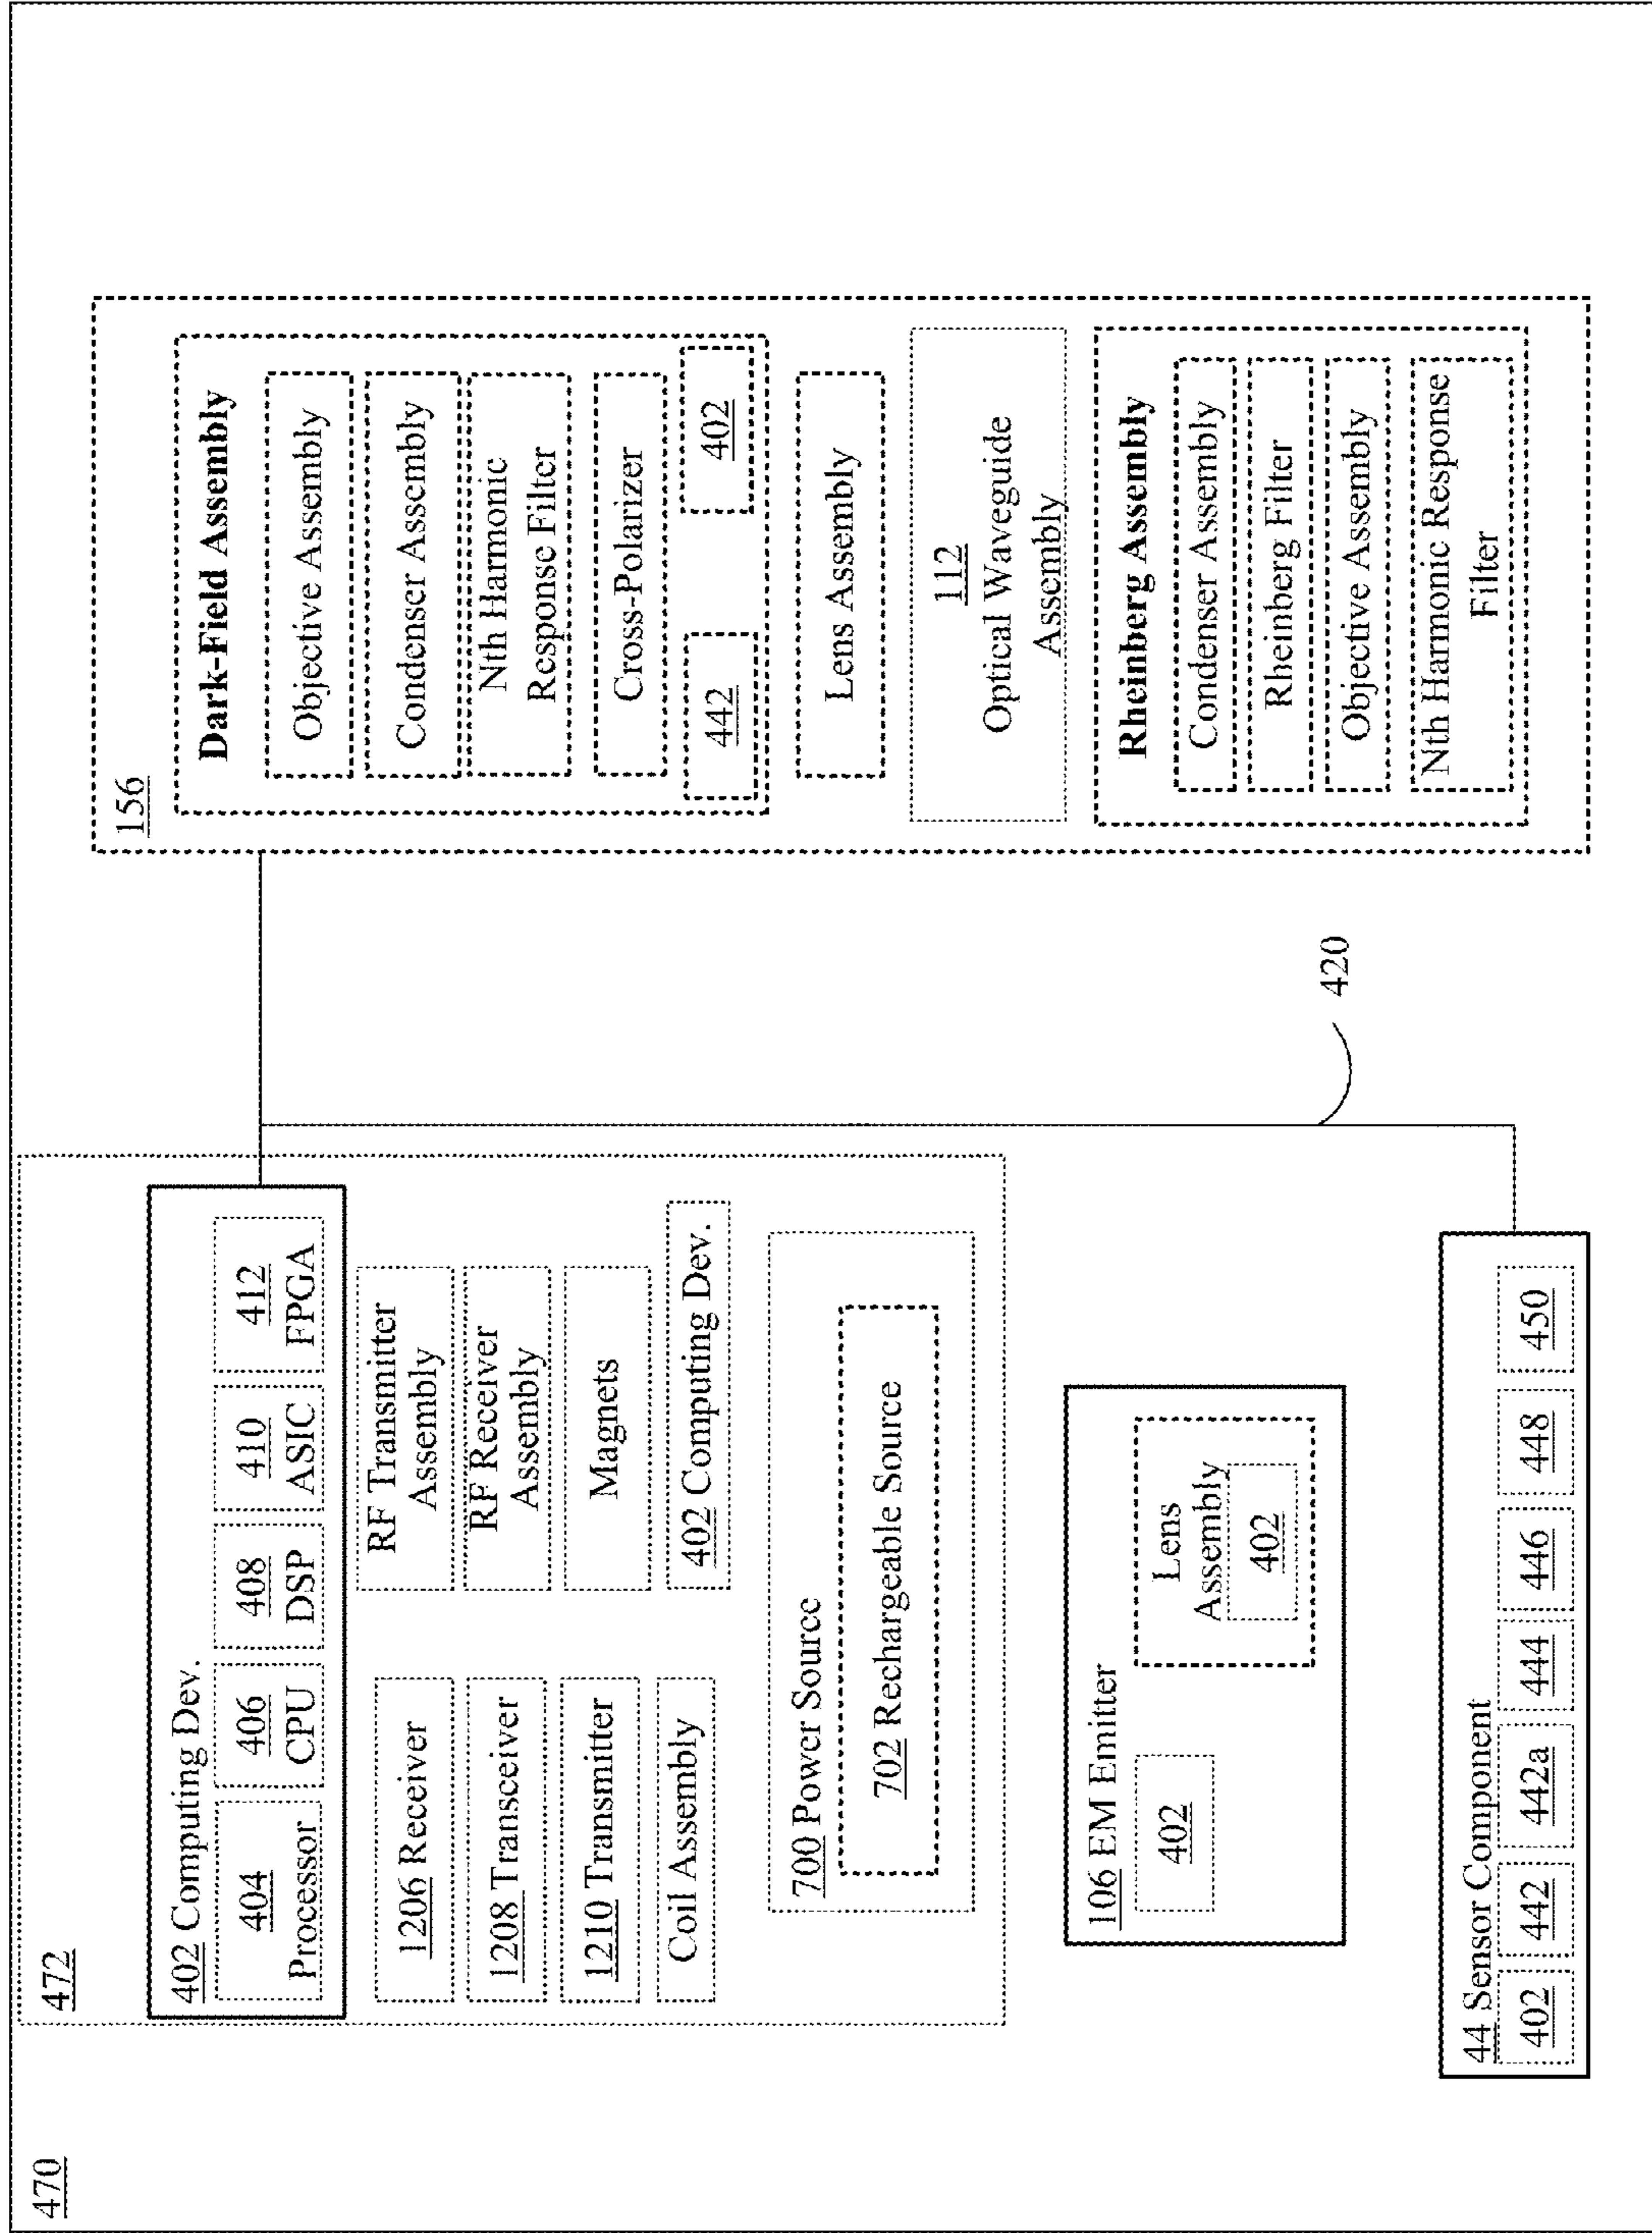 470
472
402 Computing Dev.
404
Processor
406
CPU
408
DSP
410
ASIC
412
FPGA
1206 Receiver
1208 Transceiver
1210 Transmitter
Coil Assembly
RF Transmitter
Assembly
RF Receiver
Assembly
Magnets
402 Computing Dev.
700 Power Source
702 Rechargeable Source
106 EM Emitter
402
Lens
Assembly
402
44 Sensor Component
402
442
442a
444
446
448
450
420
156
Dark-Field Assembly
Objective Assembly
Condenser Assembly
Nth Harmonic
Response Filter
Cross-Polarizer
442
402
Lens Assembly
112
Optical Waveguide
Assembly
Rheinberg Assembly
Condenser Assembly
Rheinberg Filter
Objective Assembly
Nth Harmonic Response
Filter